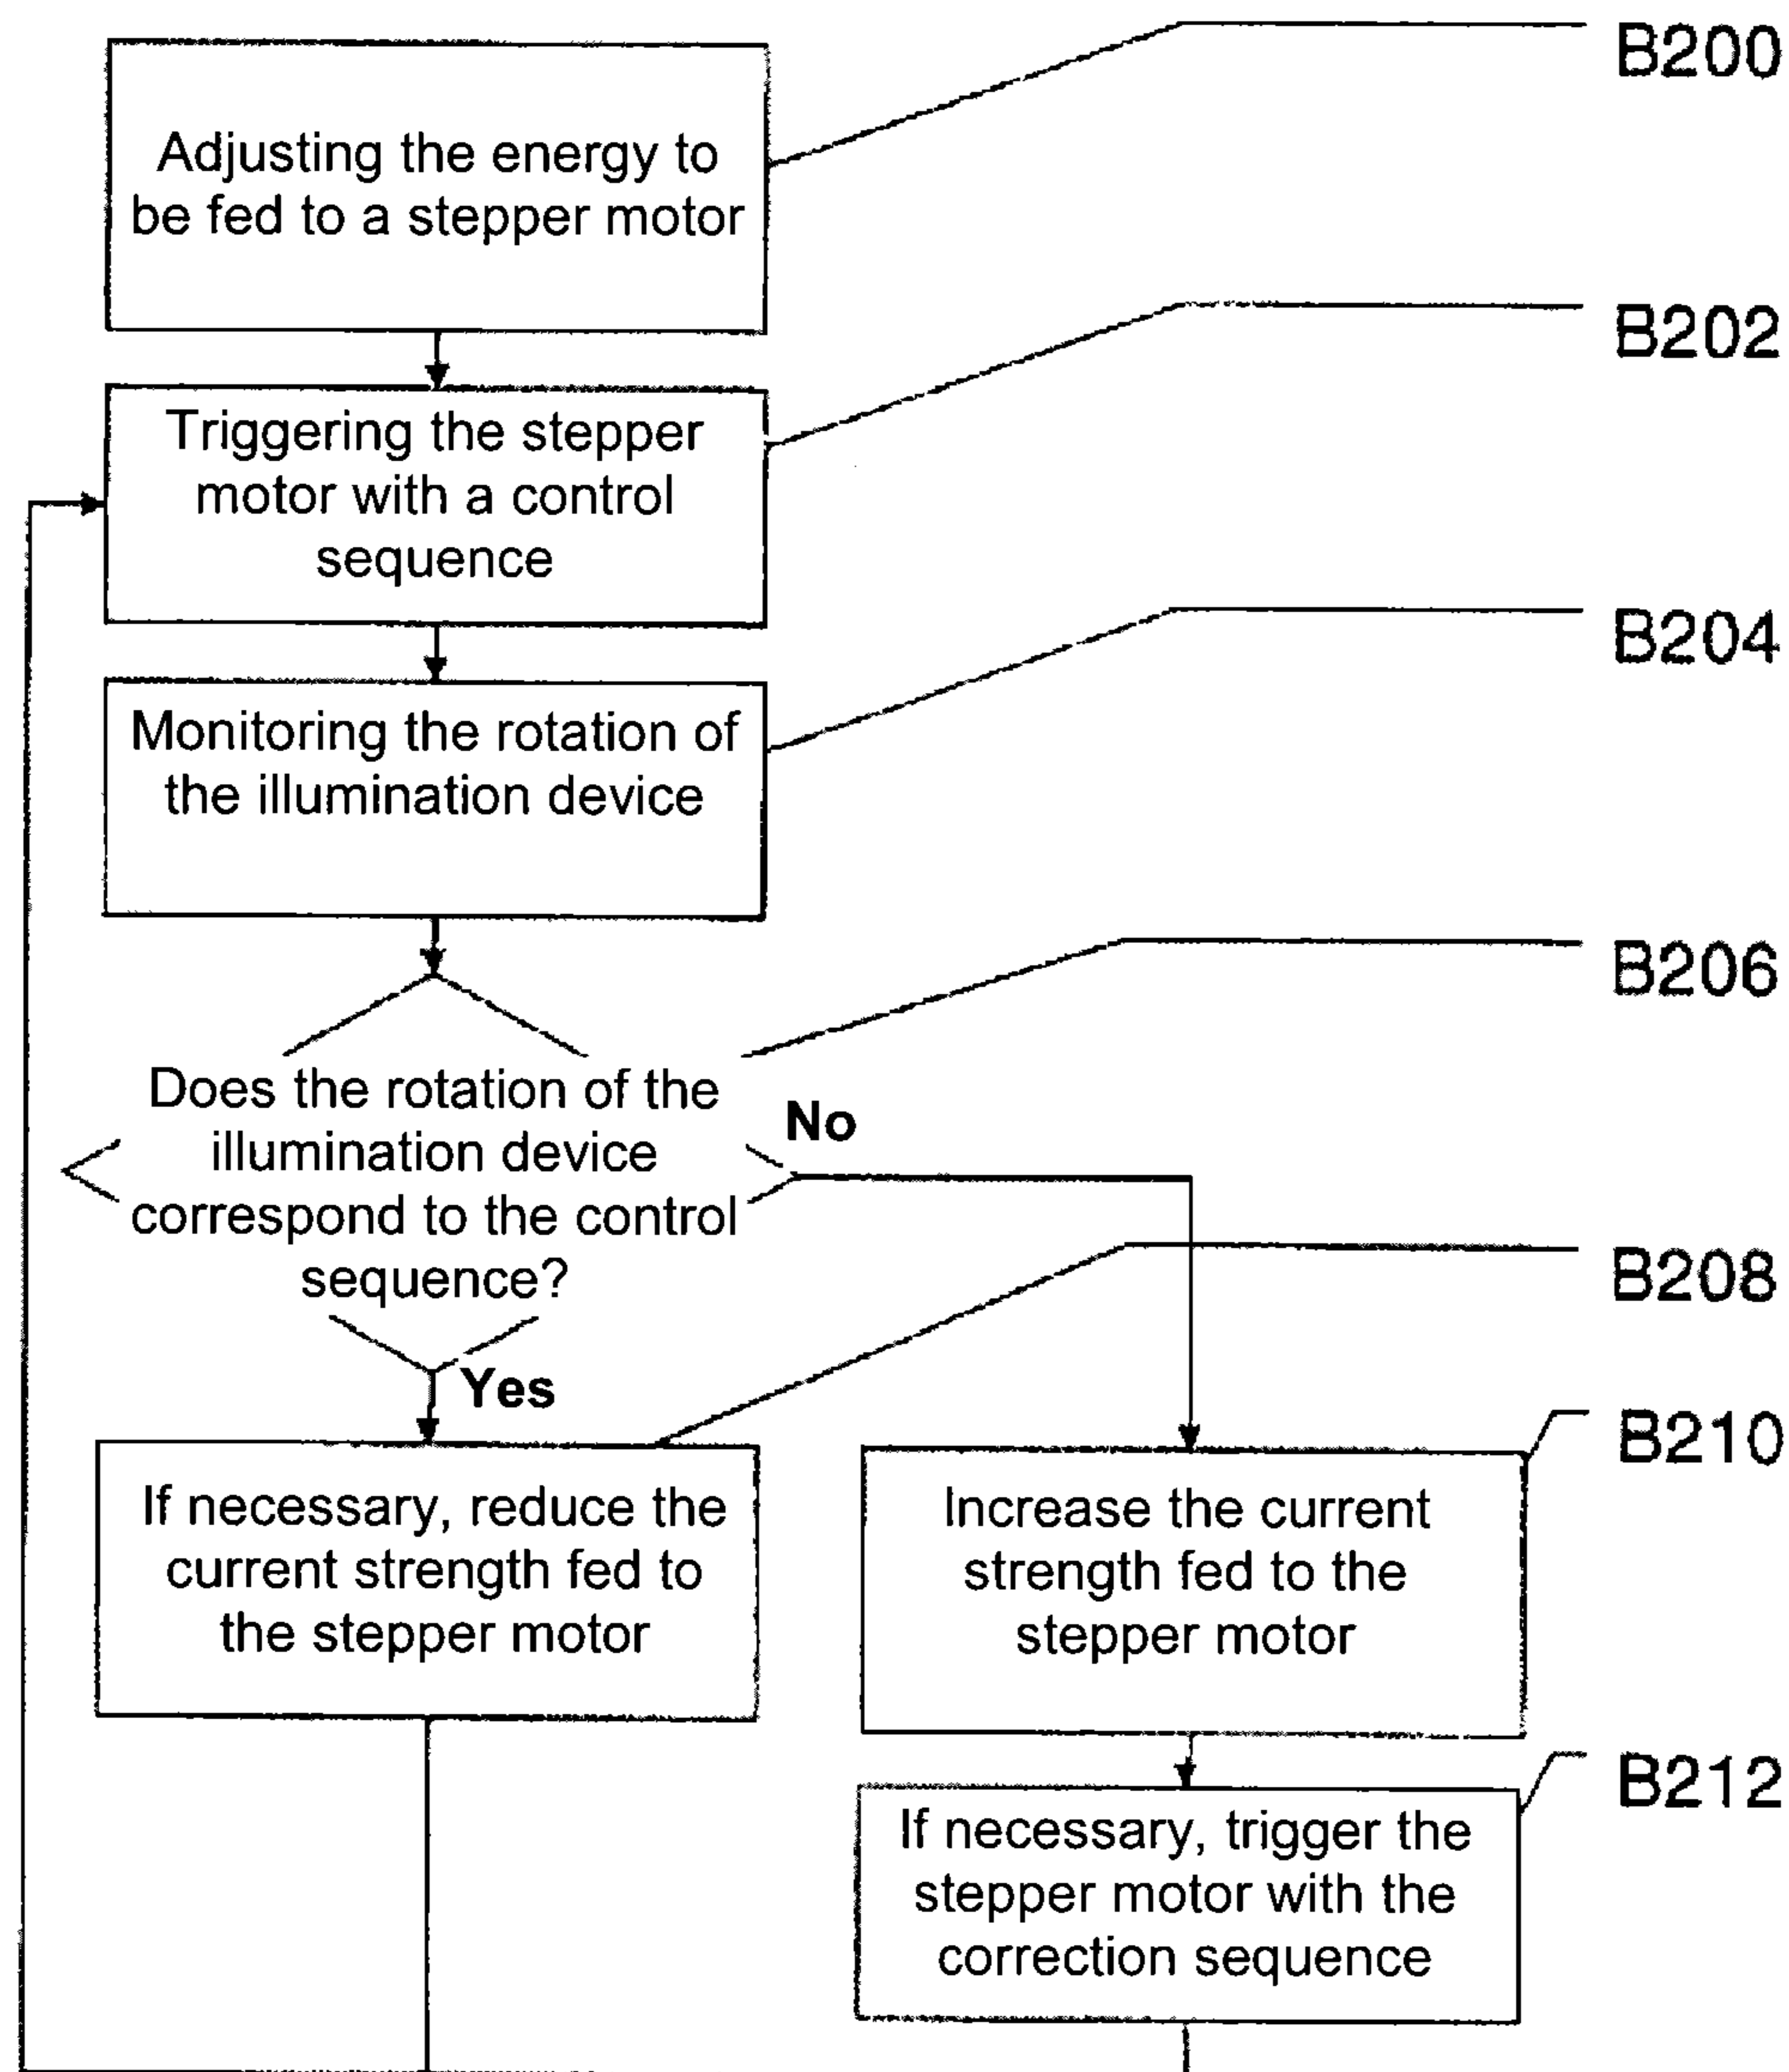 B200
Adjusting the energy to
be fed to a stepper motor
B202
Triggering the stepper
motor with a control
sequence
B204
Monitoring the rotation of
the illumination device
B206
Does the rotation of the
illumination device
correspond to the control
sequence?
No
Yes
B208
If necessary, reduce the
current strength fed to
the stepper motor
B210
Increase the current
strength fed to the
stepper motor
B212
If necessary, trigger the
stepper motor with the
correction sequence